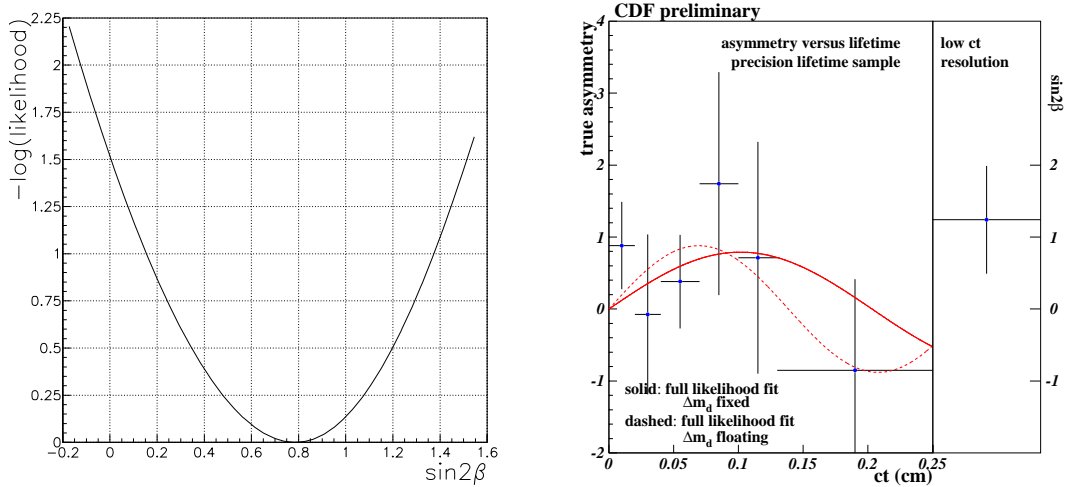 2.25
2
1.75
1.5
1.25
1
0.75
0.5
0.25
0
-0.2 0 0.2 0.4 0.6 0.8 1 1.2 1.4 1.6
−log(likelihood)
sin2β
CDF preliminary
asymmetry versus lifetime
precision lifetime sample
low ct
resolution
true asymmetry
4
3
2
1
0
-1
-2
sin2β
2
1
0
-1
solid: full likelihood fit
Δm_d fixed
dashed: full likelihood fit
Δm_d floating
0 0.05 0.1 0.15 0.2 0.25
ct (cm)